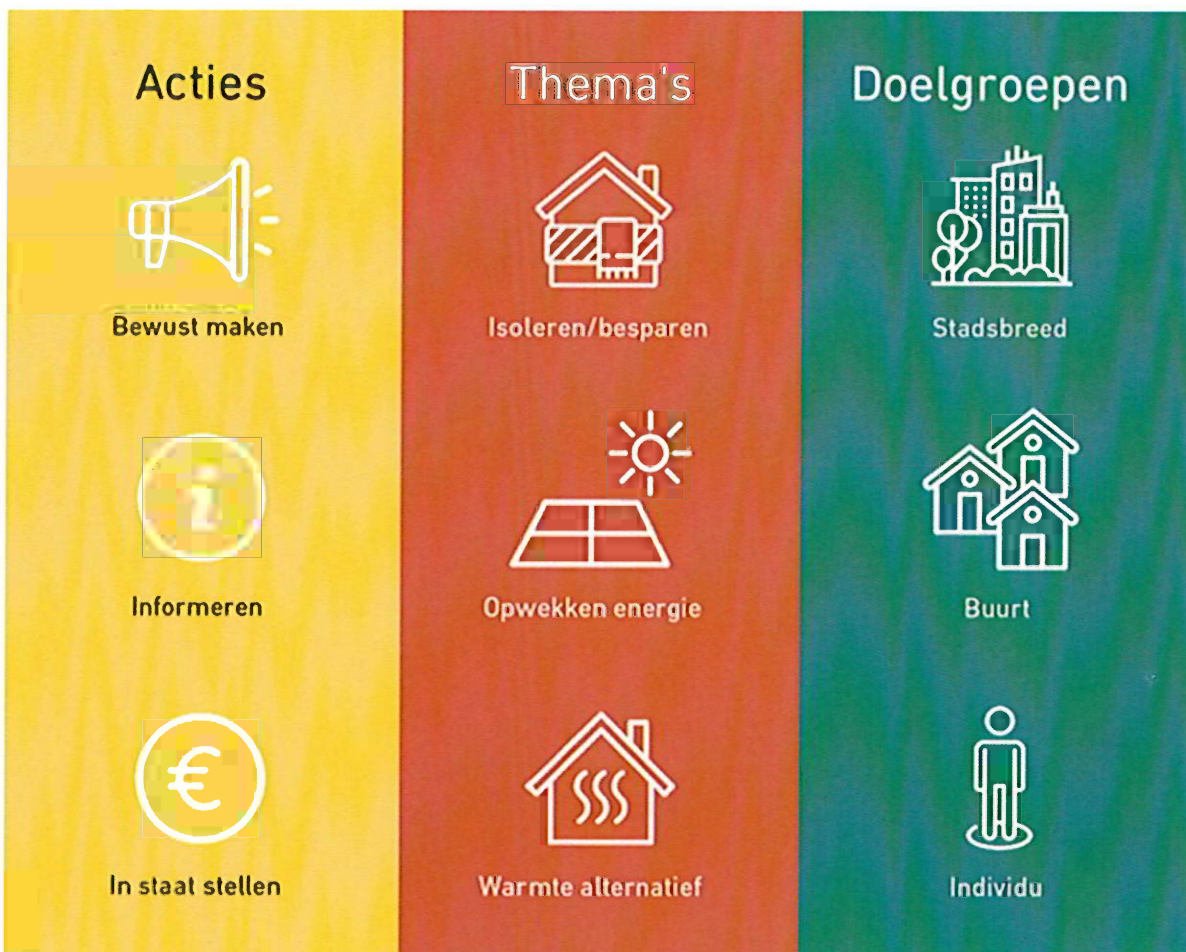 Acties
Bewust maken
Informeren
In staat stellen
Thema's
Isoleren/besparen
Opwekken energie
Warmte alternatief
Doelgroepen
Stadsbreed
Buurt
Individu